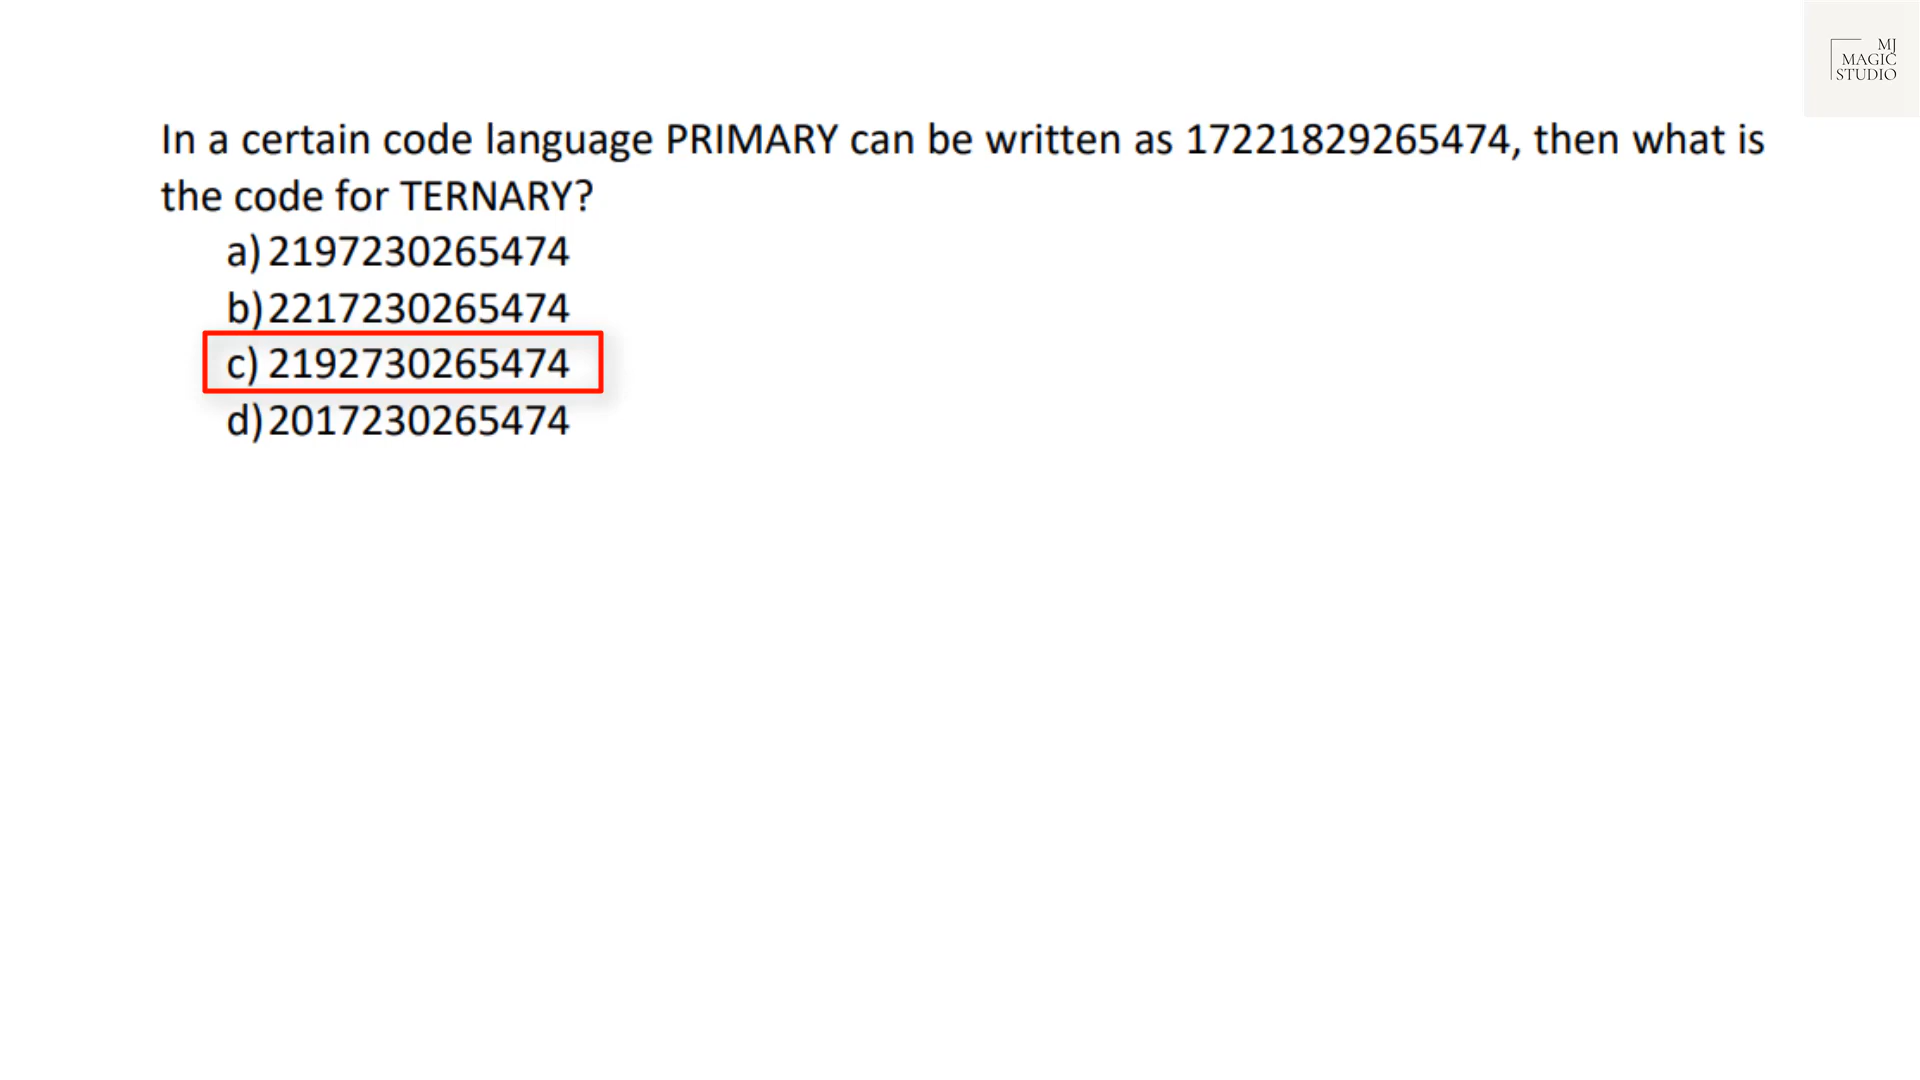 MJ
MAGIC
STUDIO
In a certain code language PRIMARY can be written as 17221829265474, then what is
the code for TERNARY?
a) 2197230265474
b) 2217230265474
c) 2192730265474
d) 2017230265474